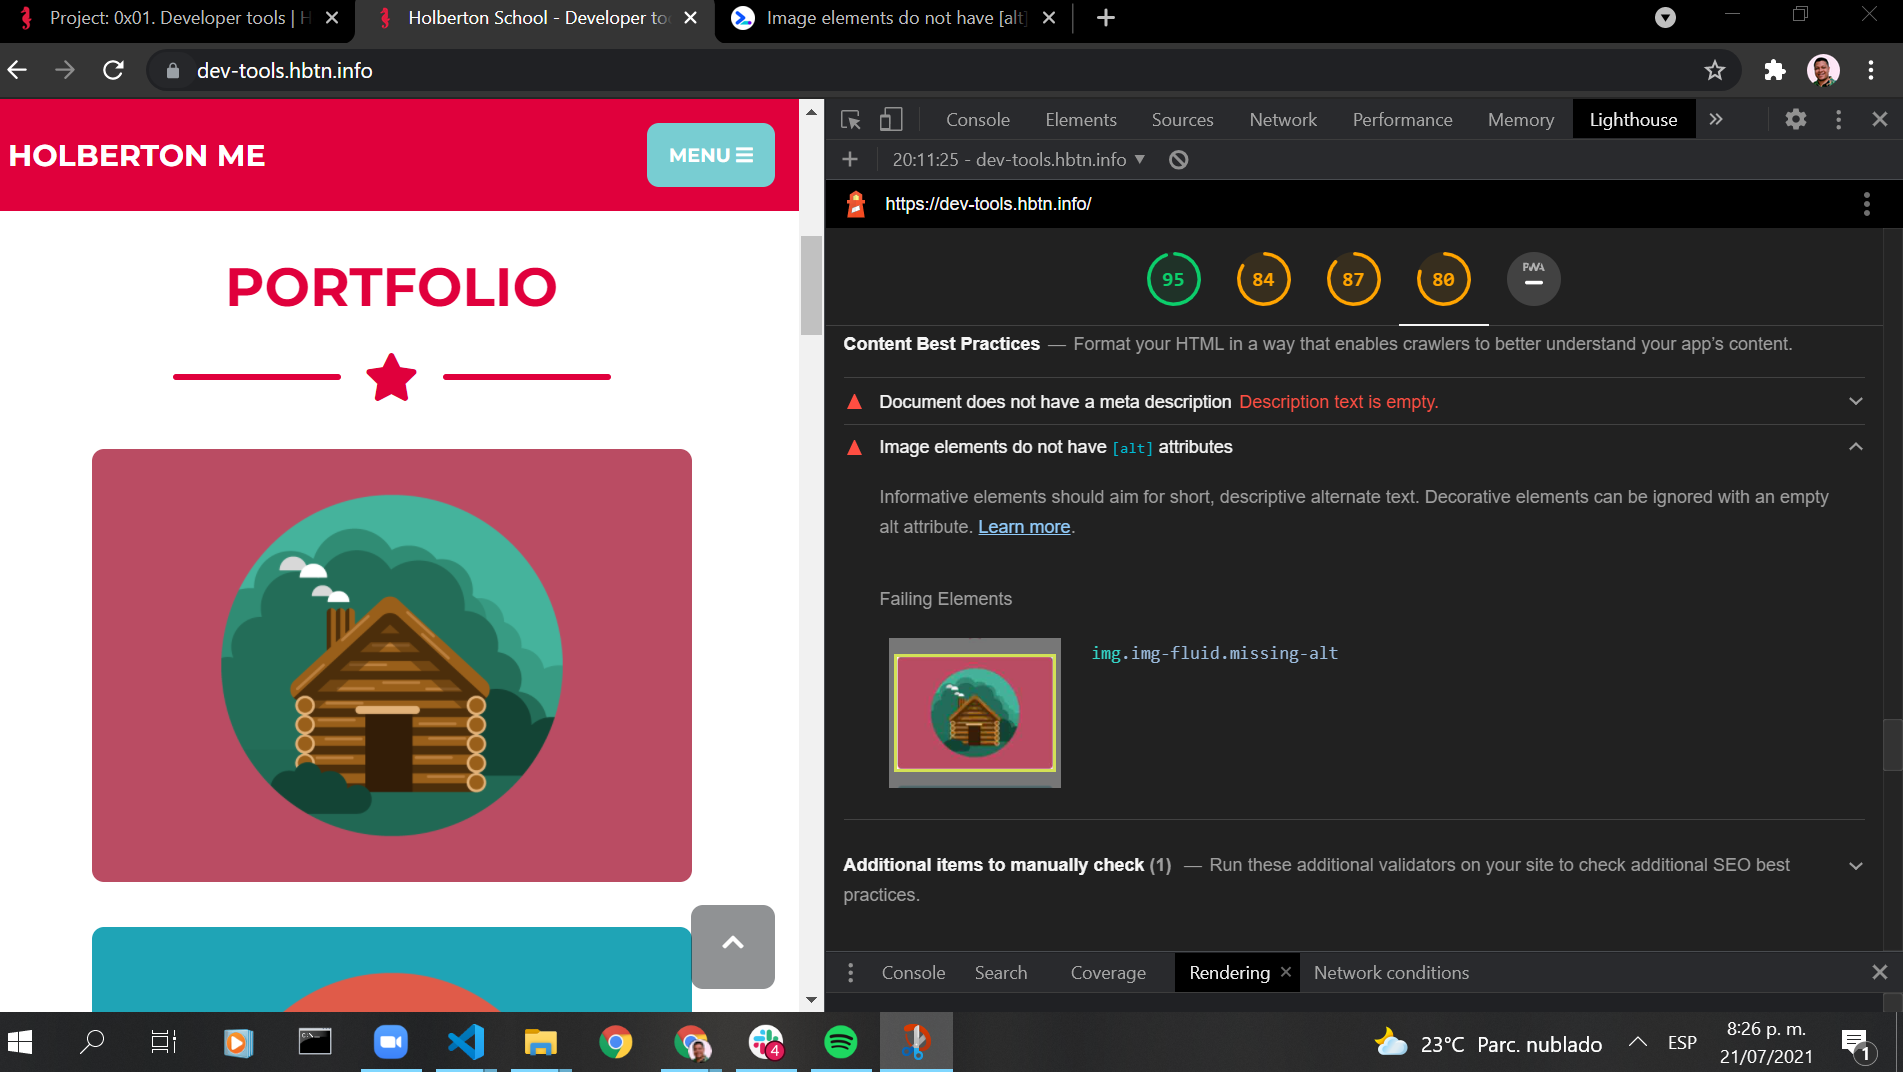 Project: 0x01. Developer tools | H
Holberton School - Developer too
Image elements do not have [alt]
dev-tools.hbtn.info
HOLBERTON ME
MENU
PORTFOLIO
Console Elements Sources Network Performance Memory Lighthouse
20:11:25 - dev-tools.hbtn.info
https://dev-tools.hbtn.info/
95 84 87 80 PWA
Content Best Practices — Format your HTML in a way that enables crawlers to better understand your app's content.
Document does not have a meta description Description text is empty.
Image elements do not have [alt] attributes
Informative elements should aim for short, descriptive alternate text. Decorative elements can be ignored with an empty
alt attribute. Learn more.
Failing Elements
img.img-fluid.missing-alt
Additional items to manually check (1) — Run these additional validators on your site to check additional SEO best
practices.
Console Search Coverage Rendering Network conditions
4
23°C Parc. nublado
ESP
8:26 p. m.
21/07/2021
1